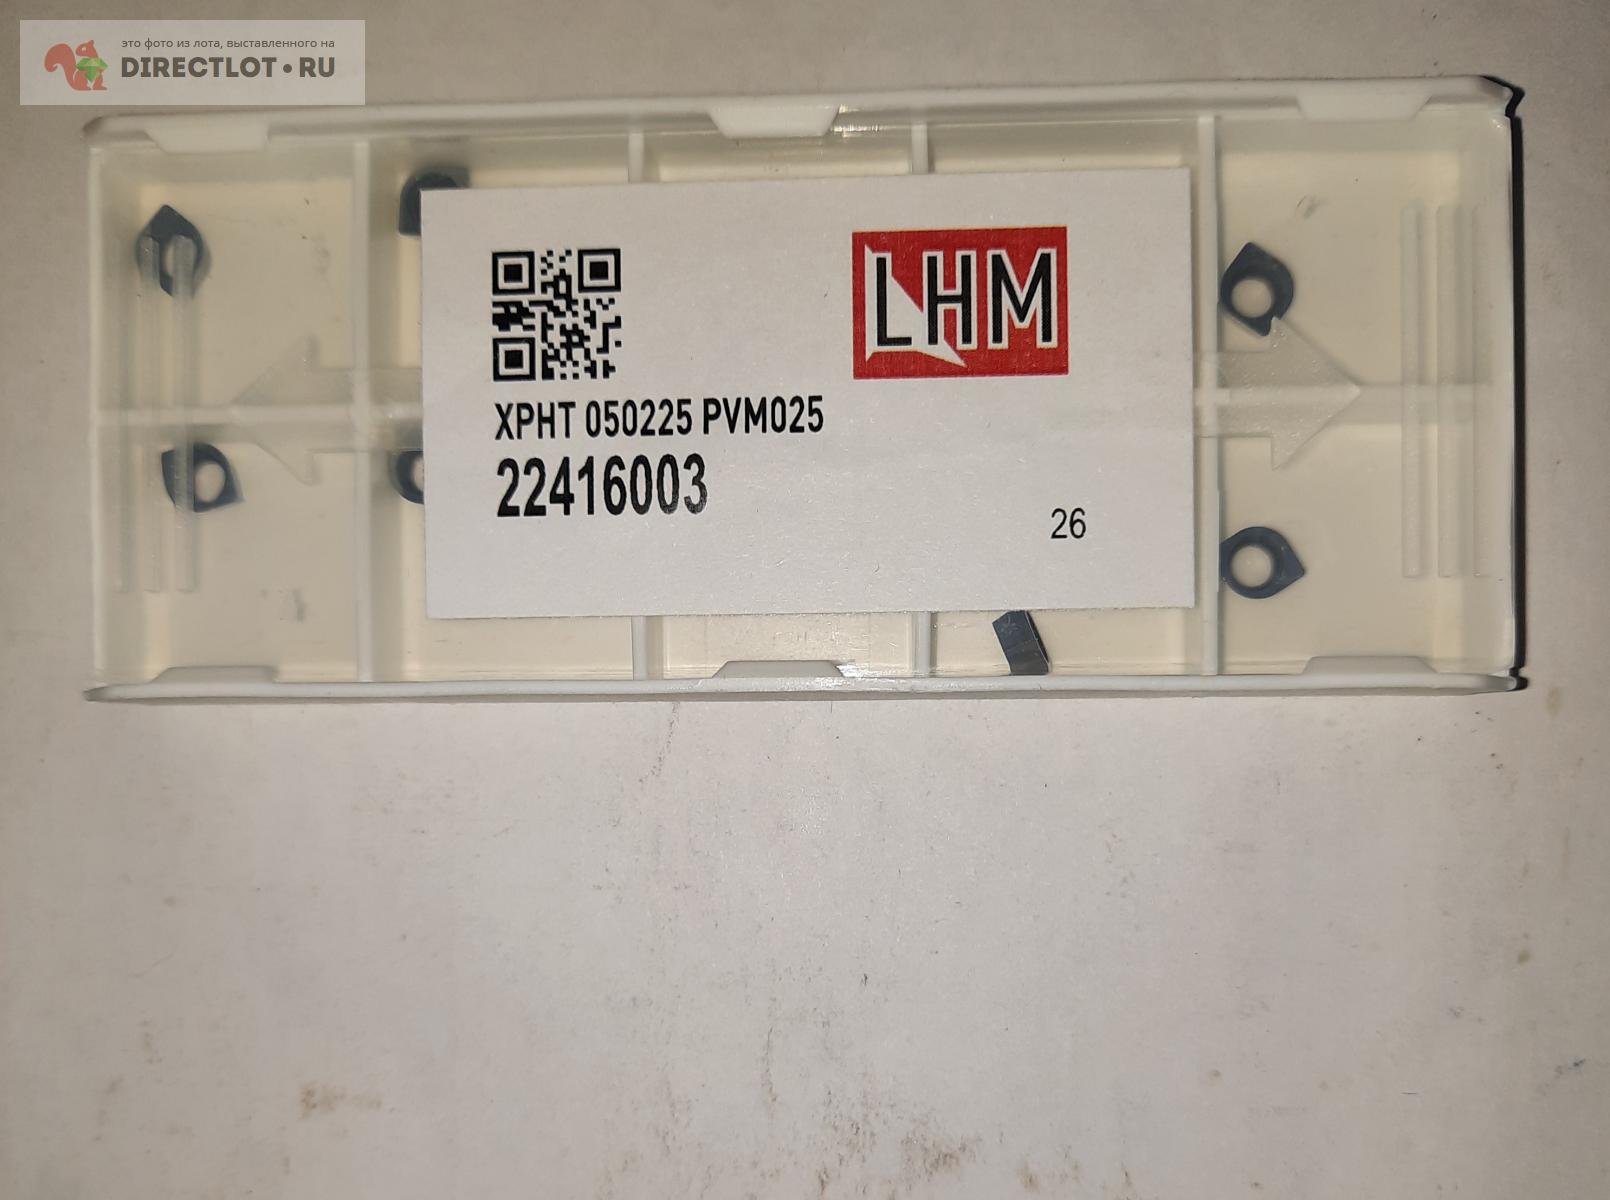 это фото из лота, выставленного на
DIRECTLOT•RU
LHM
XPHT 050225 PVM025
22416003
26